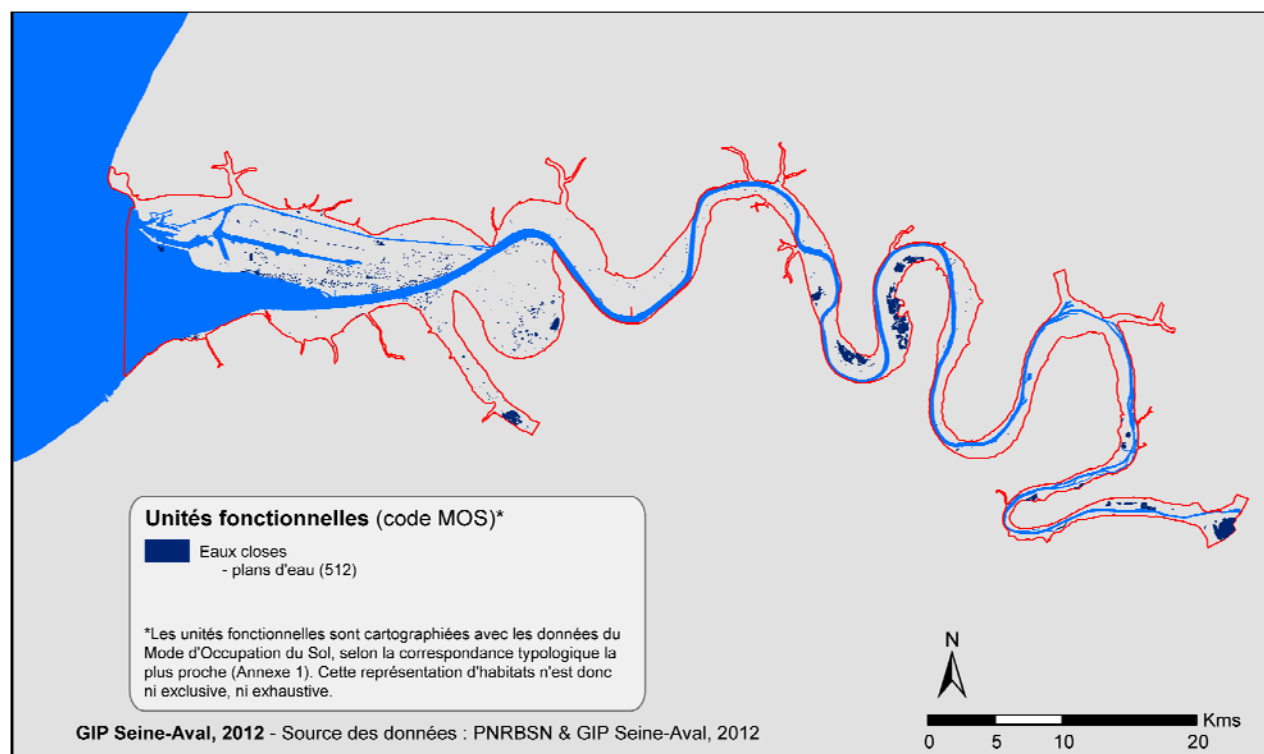 Unités fonctionnelles (code MOS)*
Eaux closes
- plans d'eau (512)
*Les unités fonctionnelles sont cartographiées avec les données du
Mode d'Occupation du Sol, selon la correspondance typologique la
plus proche (Annexe 1). Cette représentation d'habitats n'est donc
ni exclusive, ni exhaustive.
GIP Seine-Aval, 2012 - Source des données : PNRBSN & GIP Seine-Aval, 2012
N
Kms
0 5 10 20